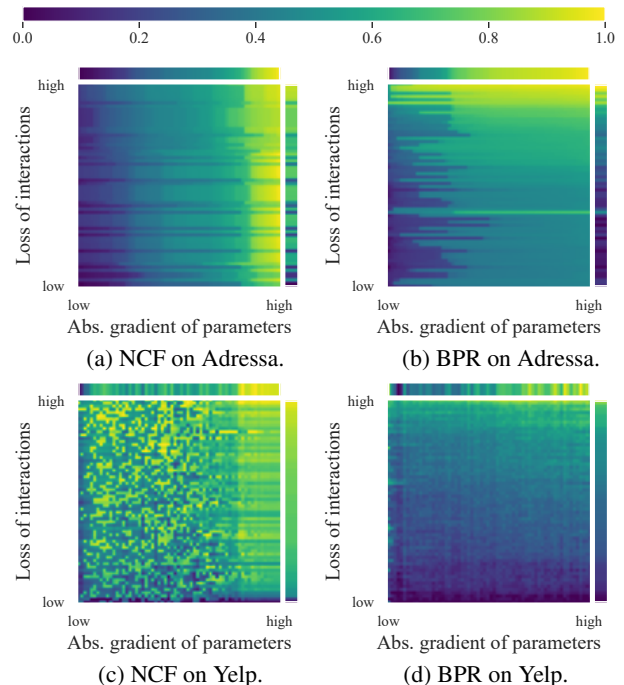 0.0 0.2 0.4 0.6 0.8 1.0
high high
Loss of interactions Loss of interactions
low low
low high low high
Abs. gradient of parameters Abs. gradient of parameters
(a) NCF on Adressa. (b) BPR on Adressa.
high high
Loss of interactions Loss of interactions
low low
low high low high
Abs. gradient of parameters Abs. gradient of parameters
(c) NCF on Yelp. (d) BPR on Yelp.